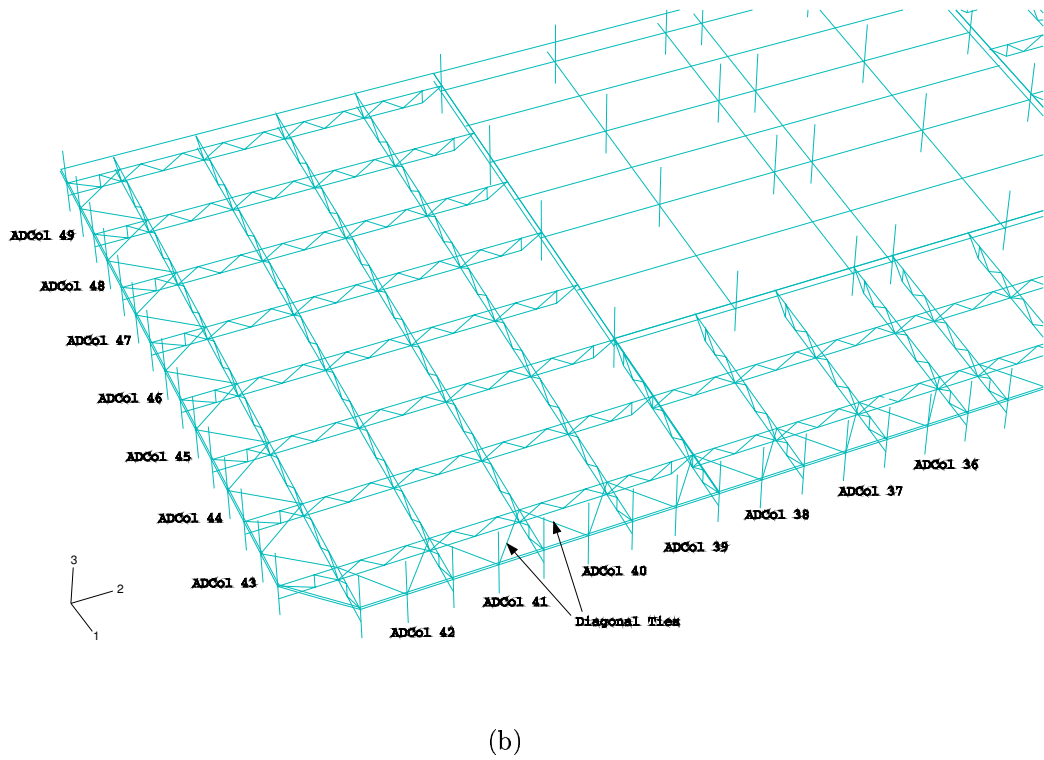 ADCol 49
ADCol 48
ADCol 47
ADCol 46
ADCol 45
ADCol 44
ADCol 43
ADCol 42
ADCol 41
ADCol 40
ADCol 39
ADCol 38
ADCol 37
ADCol 36
Diagonal Ties
3
2
1
(b)